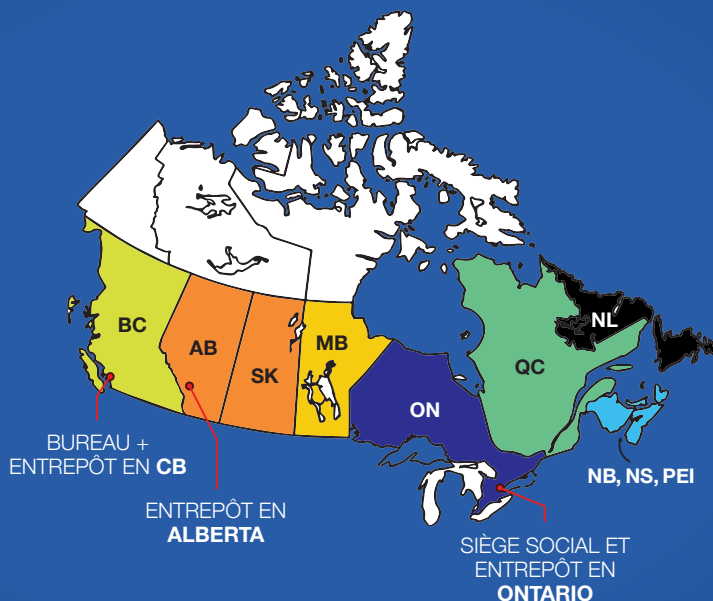 BC
AB
SK
MB
ON
QC
NL
NB, NS, PEI
BUREAU +
ENTREPÔT EN CB
ENTREPÔT EN
ALBERTA
SIÈGE SOCIAL ET
ENTREPÔT EN
ONTARIO